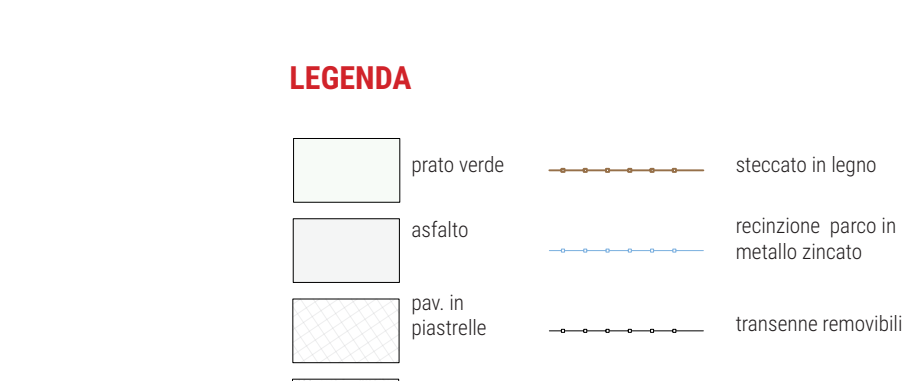 LEGENDA
prato verde
steccato in legno
asfalto
recinzione parco in
metallo zincato
pav. in
piastrelle
transenne removibili